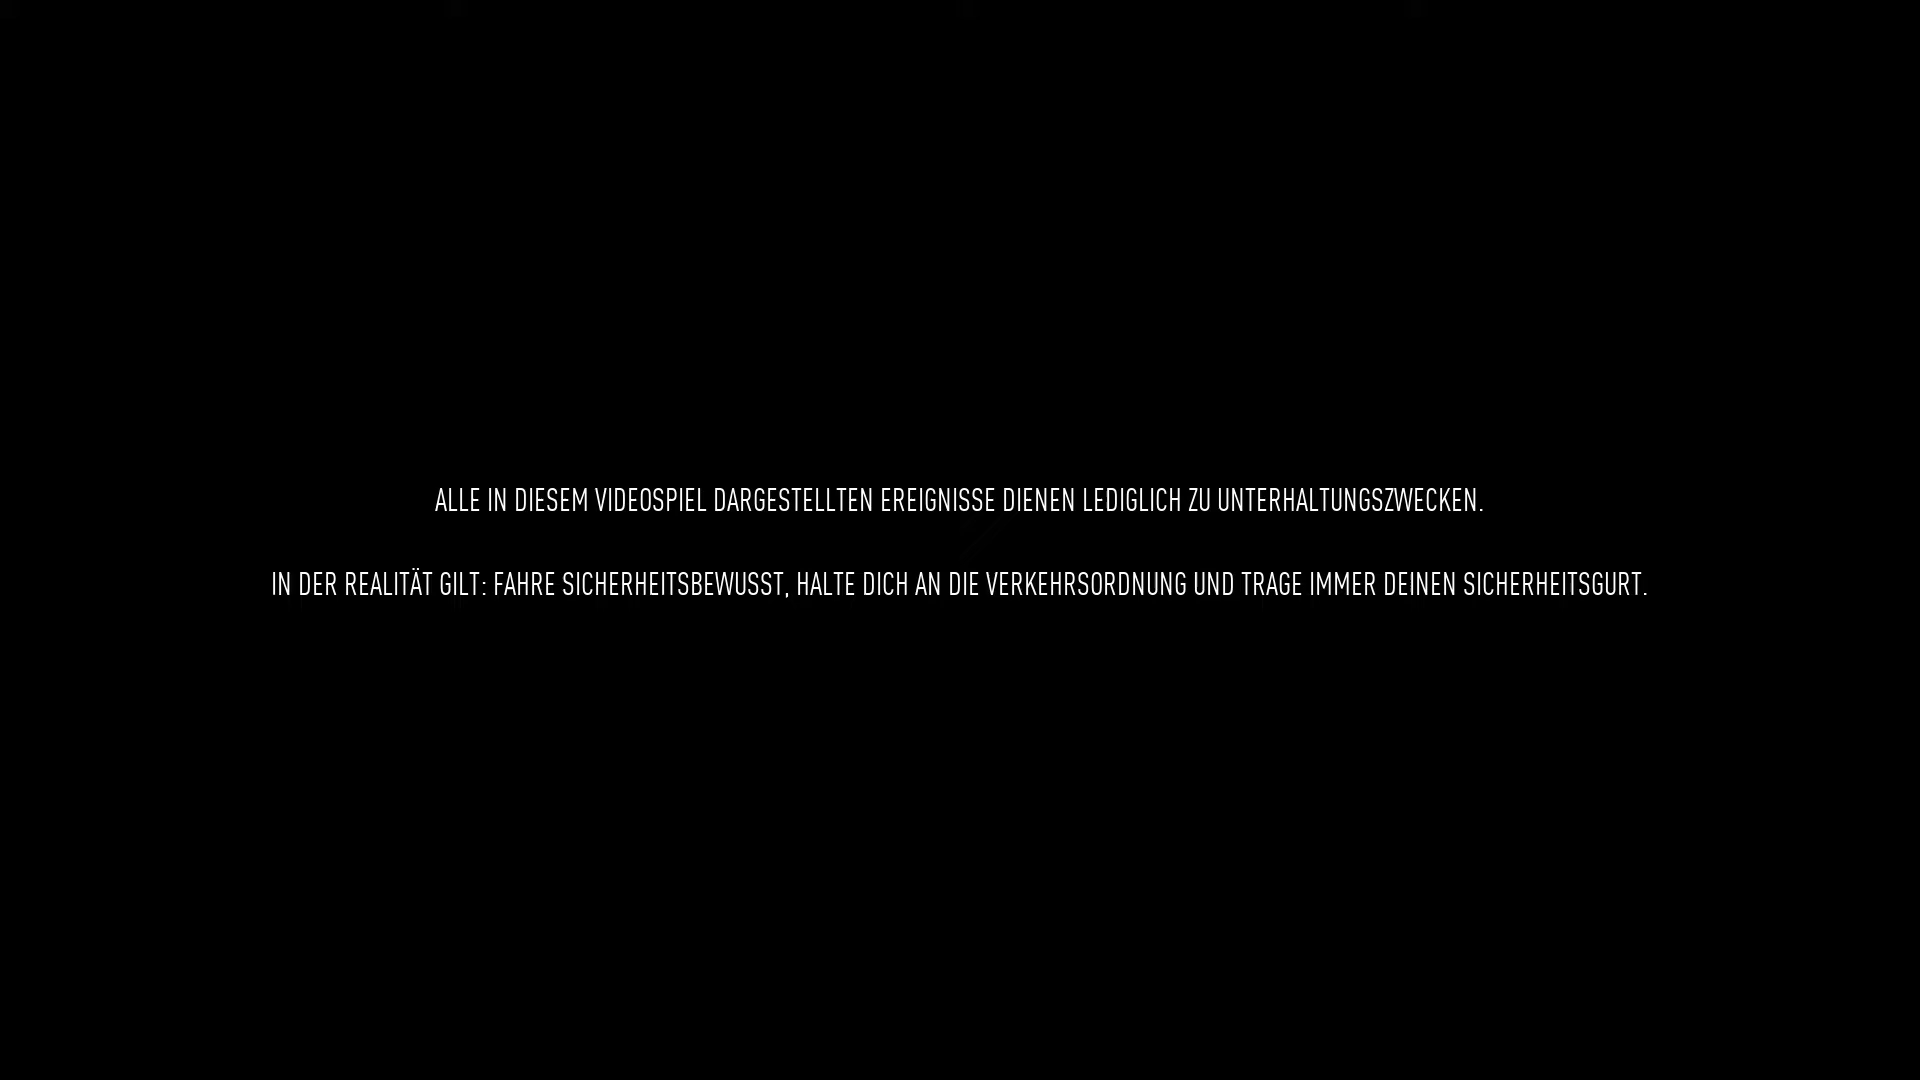 ALLE IN DIESEM VIDEOSPIEL DARGESTELLTEN EREIGNISSE DIENEN LEDIGLICH ZU UNTERHALTUNGSZWECKEN.
IN DER REALITÄT GILT: FAHRE SICHERHEITSBEWUSST, HALTE DICH AN DIE VERKEHRSORDNUNG UND TRAGE IMMER DEINEN SICHERHEITSGURT.